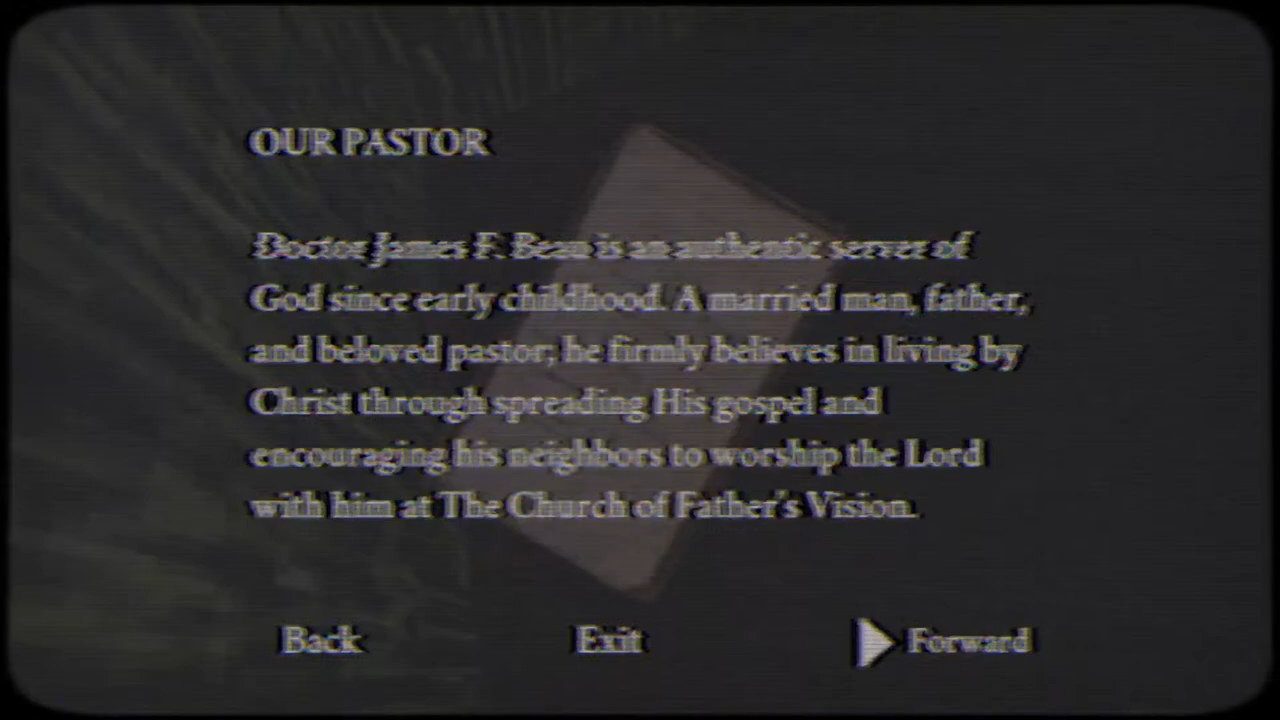 OUR PASTOR
Doctor James F. Beau is an authentic server of
God since early childhood. A married man, father,
and beloved pastor; he firmly believes in living by
Christ through spreading His gospel and
encouraging his neighbors to worship the Lord
with him at The Church of Father's Vision.
Back Exit Forward